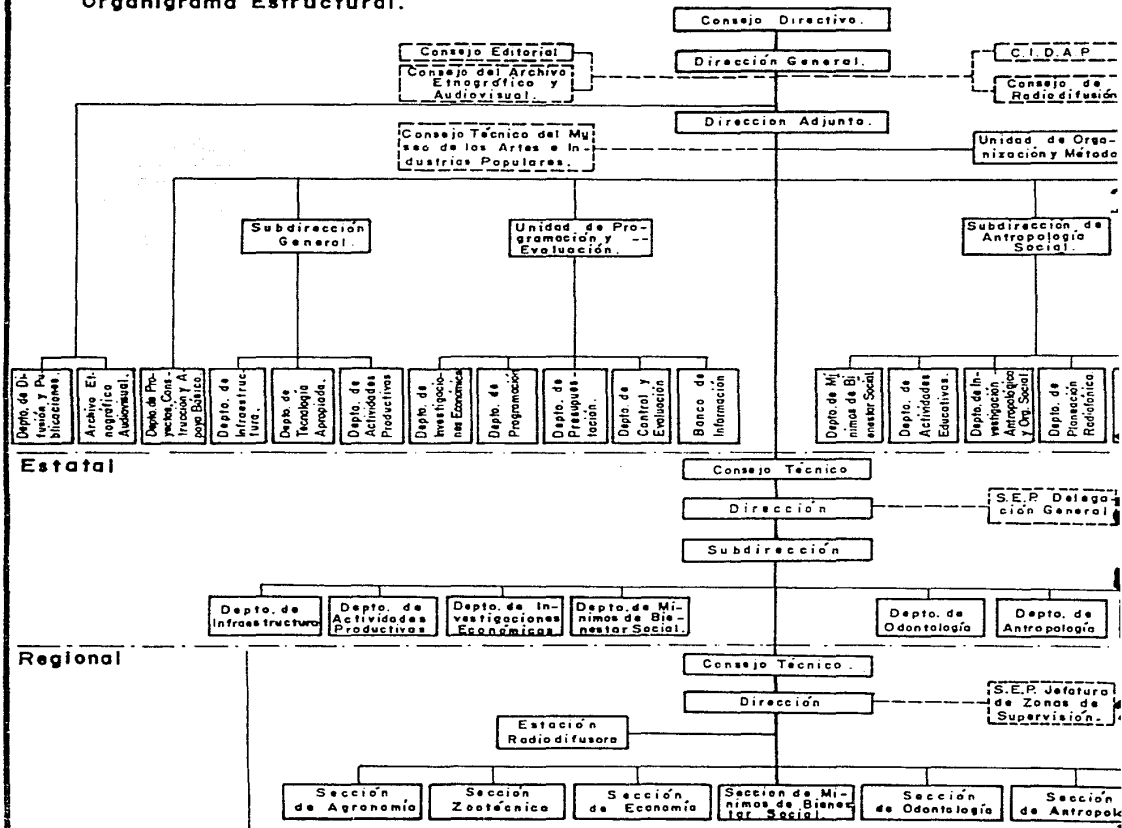 Organigrama Estructural.
Consejo Directivo.
Consejo Editorial
Dirección General.
C.I.D.A.P
Consejo del Archivo
Etnográfico y
Audiovisual.
Consejo de
Radiodifusión
Dirección Adjunta.
Consejo Técnico del Mu
seo de las Artes e In
dustrias Populares.
Unidad de Orga-
nización y Método
Subdirección
General.
Unidad de Pro-
gramación y --
Evaluación.
Subdirección de
Antropología
Social.
Depto. de Di-
fusión y Pu-
blicaciones.
Archivo Et-
nográfico
Audiovisual.
Depto. de Pro-
yectos, Cons-
trucción y A-
poyo Básico.
Depto. de
Infraestruc-
tura.
Depto. de
Tecnología
Apropiada.
Depto. de
Actividades
Productivas
Depto. de
Investigacio-
nes Económicas
Depto. de
Programación
Depto. de
Presupues-
tación.
Depto. de
Control y
Evaluación
Banco de
Información
Depto. de Mí-
nimos de Bi-
enestar Social
Depto. de
Actividades
Educativas.
Depto. de In-
vestigación
Antropológica
y Org. Social.
Depto. de
Planeación
Radiofónica.
Estatal
Consejo Técnico
Dirección
S.E.P. Delega-
ción General
Subdirección
Depto. de
Infraestructura
Depto. de
Actividades
Productivas
Depto. de In-
vestigaciones
Económicas
Depto. de Mí-
nimos de Bie-
nestar Social.
Depto. de
Odontología
Depto. de
Antropología
Regional
Consejo Técnico.
Dirección
S.E.P. Jefatura
de Zonas de
Supervisión.
Estación
Radiodifusora
Sección
de Agronomía
Sección
Zootécnica
Sección
de Economía
Sección de Mí-
nimos de Bienes-
tar Social.
Sección
de Odontología
Sección
de Antropolo